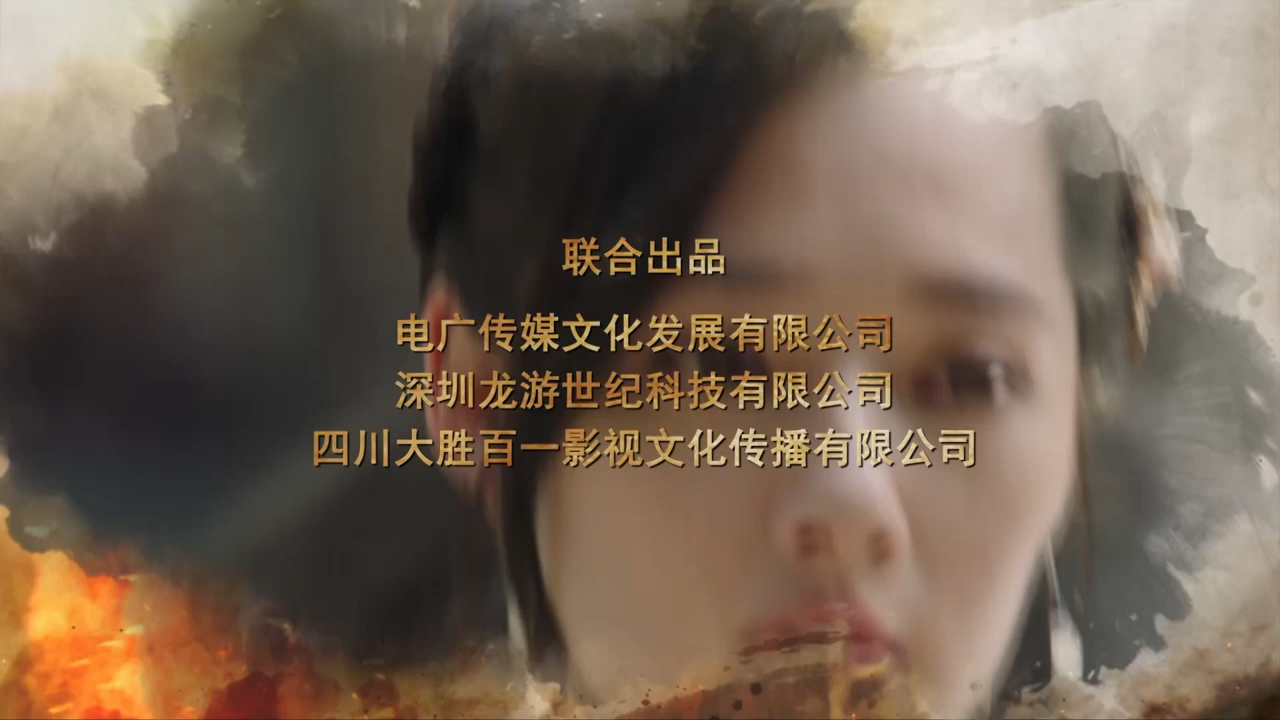 联合出品
电广传媒文化发展有限公司
深圳龙游世纪科技有限公司
四川大胜百一影视文化传播有限公司